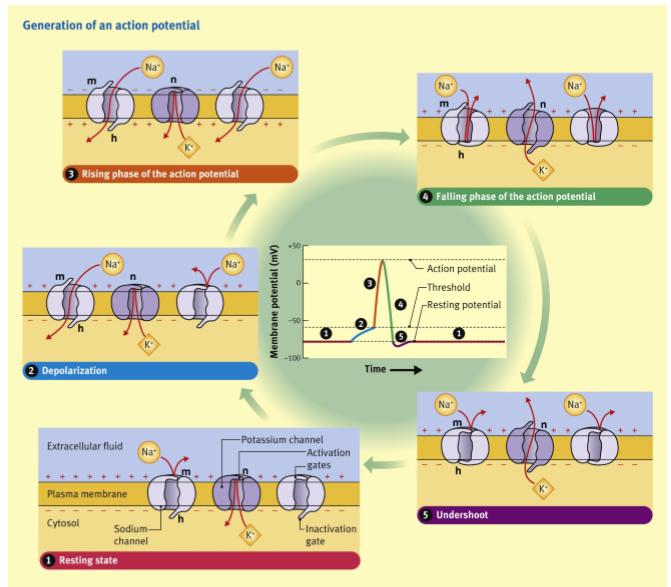 Generation of an action potential
Na⁺
Na⁺
m
n
h
K⁺
3 Rising phase of the action potential
Na⁺
Na⁺
m
n
h
K⁺
4 Falling phase of the action potential
Na⁺
Na⁺
m
n
h
K⁺
2 Depolarization
Membrane potential (mV)
+50
0
−50
−100
Action potential
Threshold
Resting potential
1
2
3
4
5
1
Time
Na⁺
Na⁺
m
n
h
K⁺
5 Undershoot
Extracellular fluid
Plasma membrane
Cytosol
Na⁺
m
n
h
K⁺
Potassium channel
Activation
gates
Sodium
channel
Inactivation
gate
1 Resting state